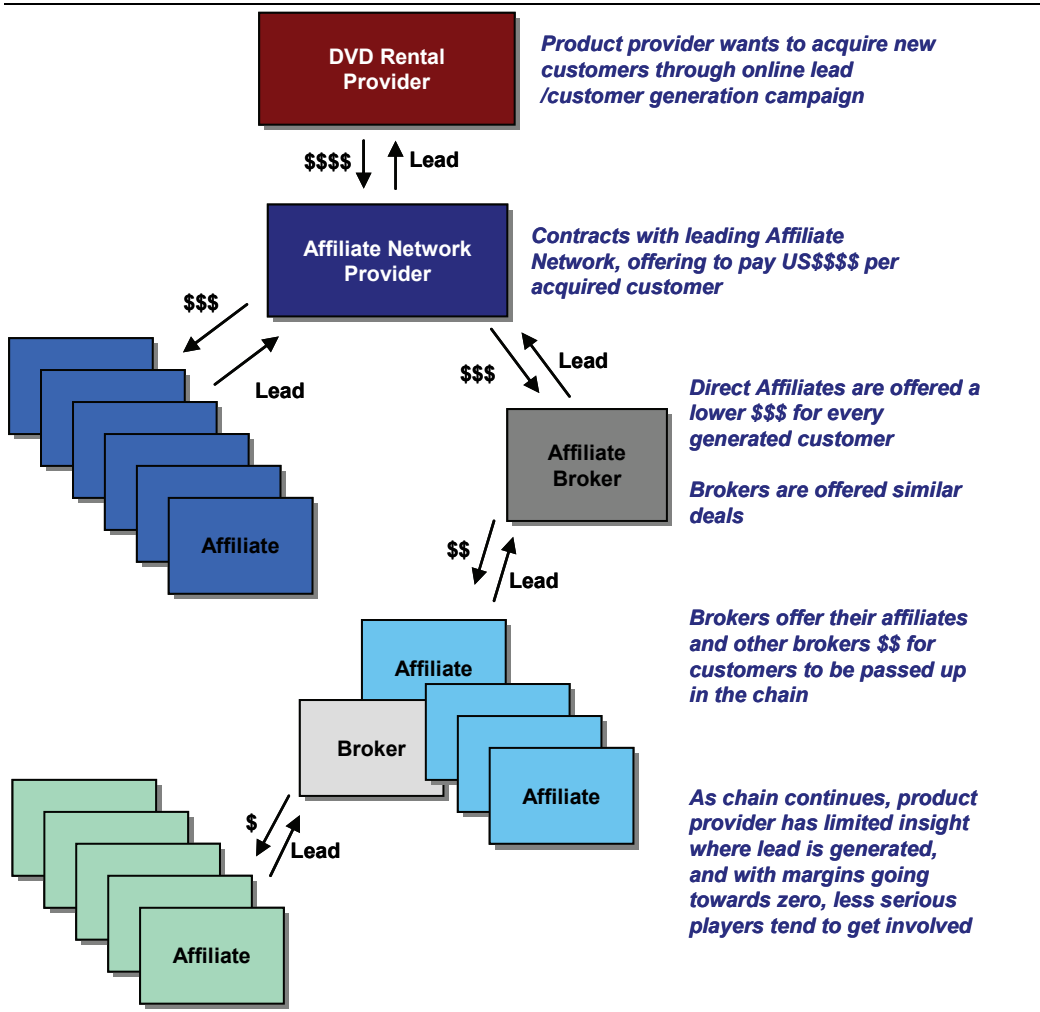 DVD Rental
Provider
Product provider wants to acquire new
customers through online lead
/customer generation campaign
$$$$
Lead
Affiliate Network
Provider
Contracts with leading Affiliate
Network, offering to pay US$$$$ per
acquired customer
$$$
Lead
$$$
Lead
Direct Affiliates are offered a
lower $$$ for every
generated customer
Affiliate
Broker
Brokers are offered similar
deals
Affiliate
$$
Lead
Brokers offer their affiliates
and other brokers $$ for
customers to be passed up
in the chain
Affiliate
Broker
Affiliate
$
Lead
As chain continues, product
provider has limited insight
where lead is generated,
and with margins going
towards zero, less serious
players tend to get involved
Affiliate